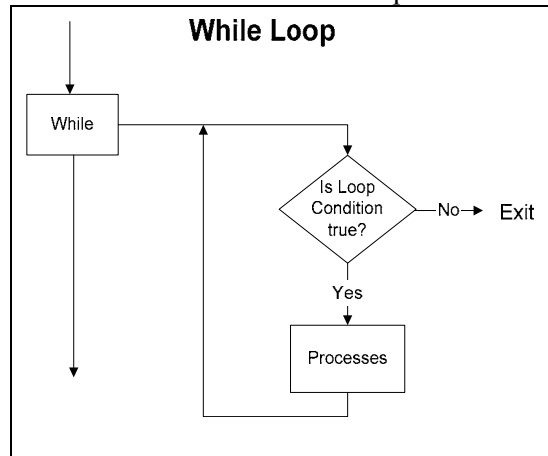 While Loop
While
Is Loop
Condition
true?
No
Exit
Yes
Processes